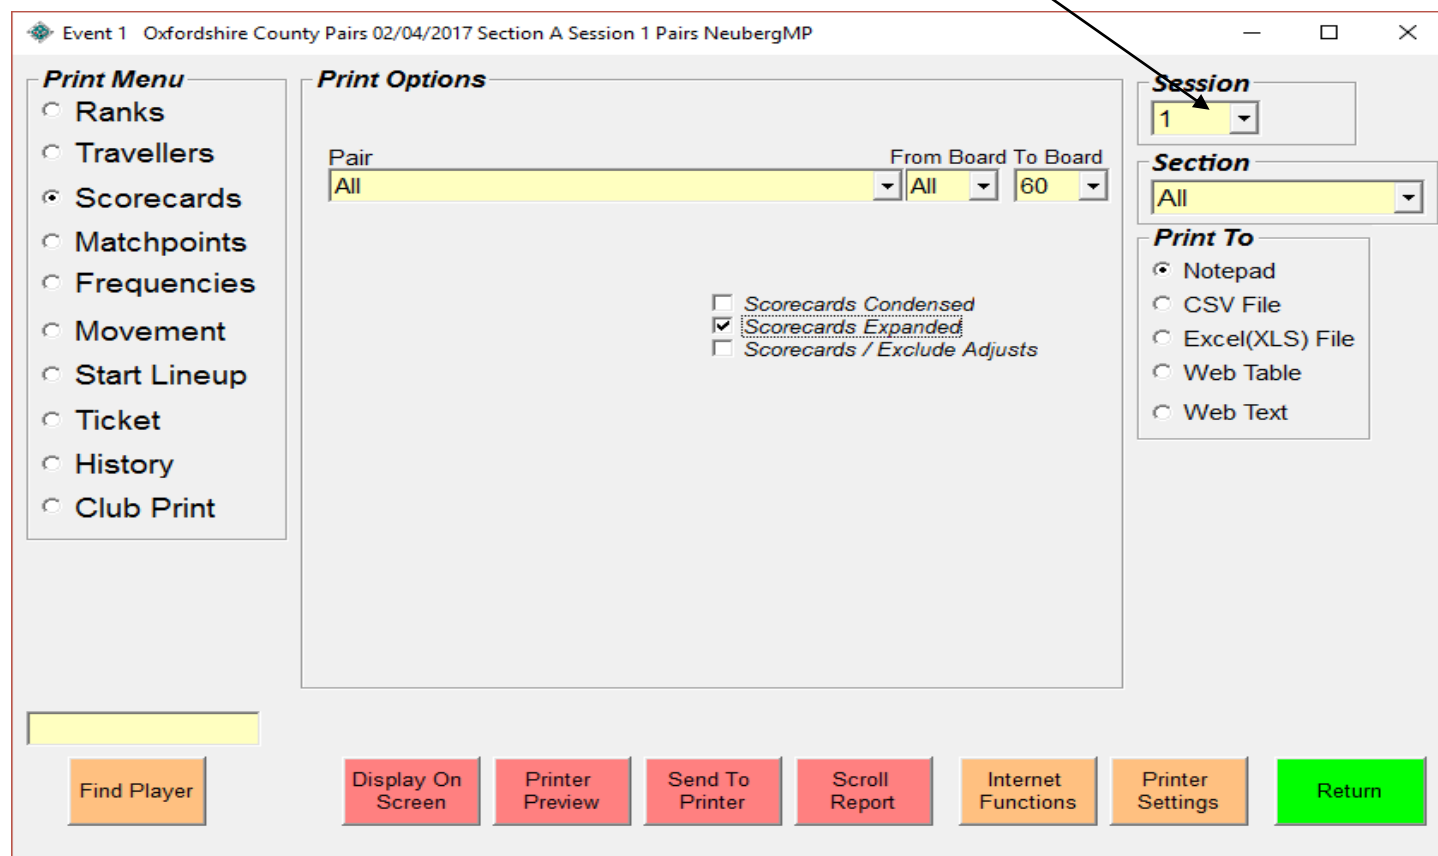 Event 1   Oxfordshire County Pairs 02/04/2017 Section A Session 1 Pairs NeubergMP
Print Menu
Ranks
Travellers
Scorecards
Matchpoints
Frequencies
Movement
Start Lineup
Ticket
History
Club Print
Print Options
Pair
From Board To Board
All
All
60
Scorecards Condensed
Scorecards Expanded
Scorecards / Exclude Adjusts
Session
1
Section
All
Print To
Notepad
CSV File
Excel(XLS) File
Web Table
Web Text
Find Player
Display On
Screen
Printer
Preview
Send To
Printer
Scroll
Report
Internet
Functions
Printer
Settings
Return